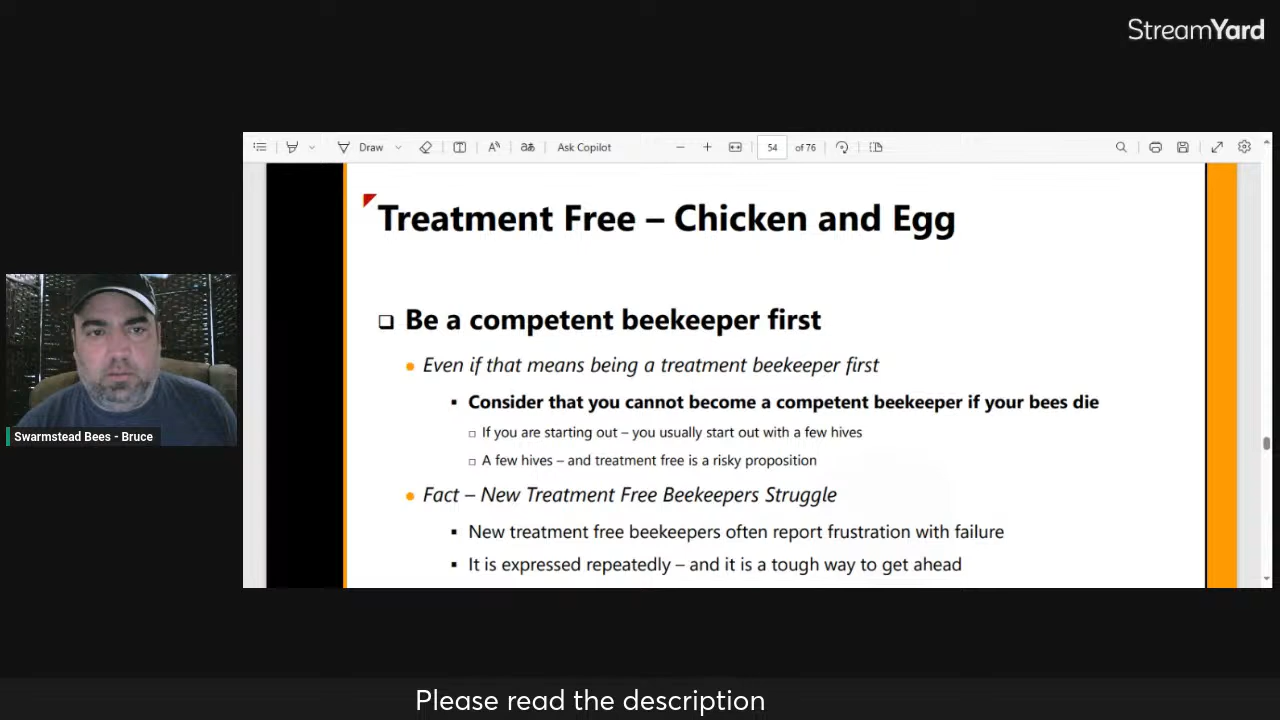 StreamYard
Draw
Ask Copilot
54 of 76
Treatment Free – Chicken and Egg
Be a competent beekeeper first
Even if that means being a treatment beekeeper first
Consider that you cannot become a competent beekeeper if your bees die
If you are starting out – you usually start out with a few hives
A few hives – and treatment free is a risky proposition
Fact – New Treatment Free Beekeepers Struggle
New treatment free beekeepers often report frustration with failure
It is expressed repeatedly – and it is a tough way to get ahead
Swarmstead Bees - Bruce
Please read the description